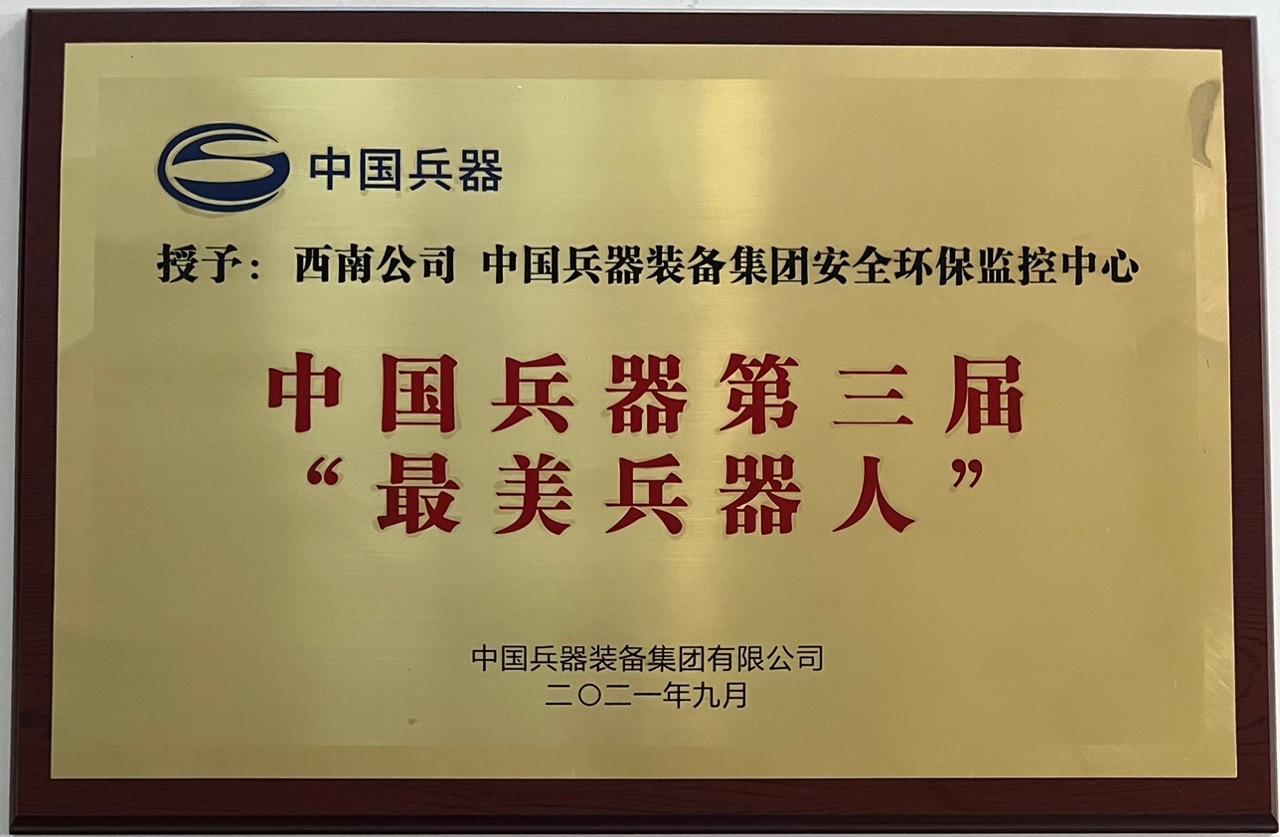 中国兵器
授予：西南公司 中国兵器装备集团安全环保监控中心
中国兵器第三届
“最美兵器人”
中国兵器装备集团有限公司
二〇二一年九月